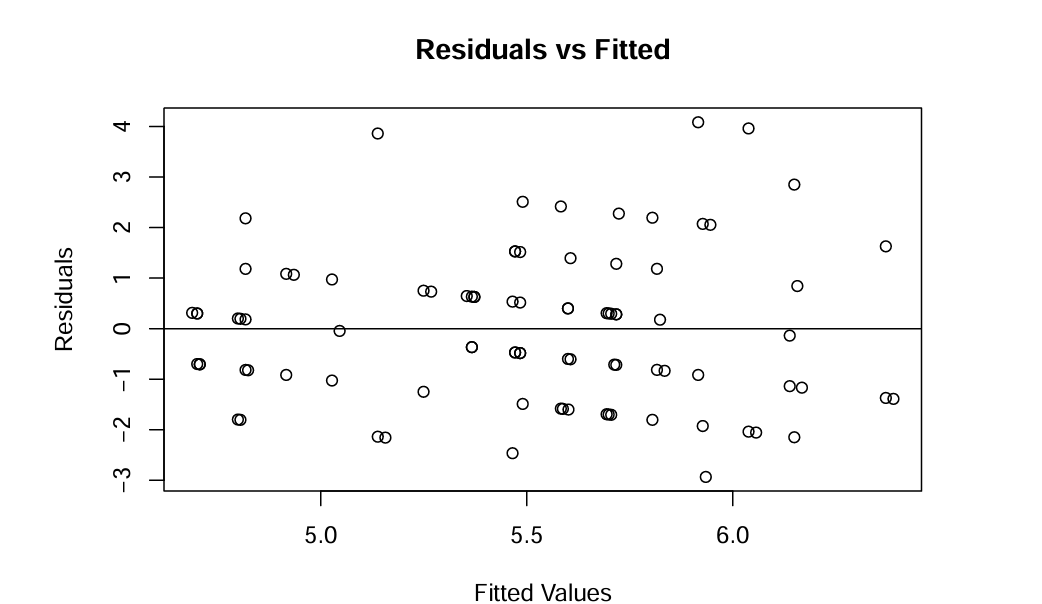 Residuals vs Fitted
4
3
2
1
0
−1
−2
−3
Residuals
5.0 5.5 6.0
Fitted Values